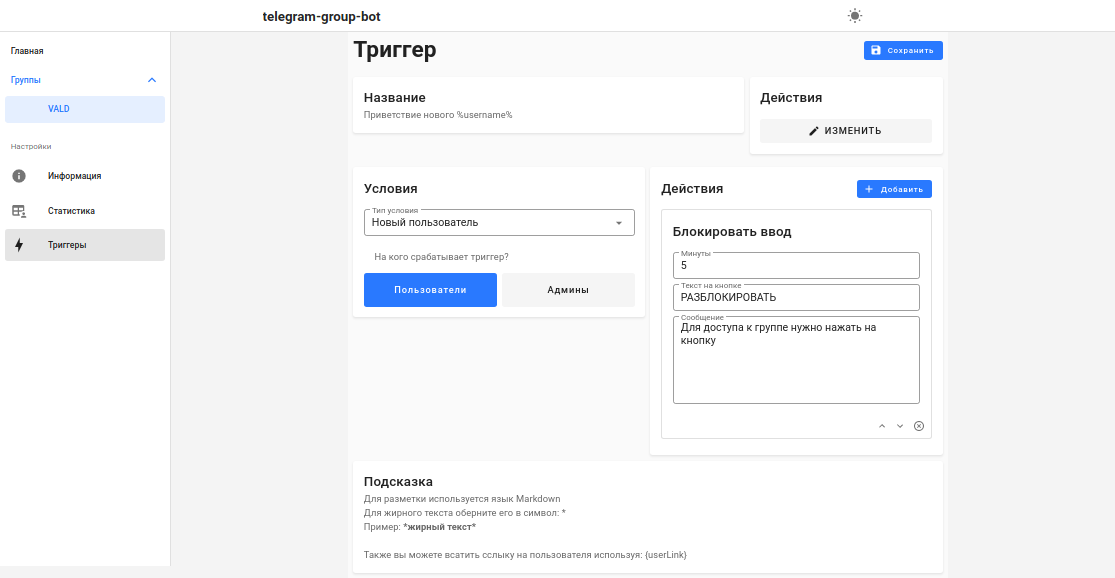 telegram-group-bot
Главная
Группы
VALD
Настройки
Информация
Статистика
Триггеры
Триггер
Сохранить
Название
Приветствие нового %username%
Действия
ИЗМЕНИТЬ
Условия
Тип условия
Новый пользователь
На кого срабатывает триггер?
Пользователи
Админы
Действия
Добавить
Блокировать ввод
Минуты
5
Текст на кнопке
РАЗБЛОКИРОВАТЬ
Сообщение
Для доступа к группе нужно нажать на
кнопку
Подсказка
Для разметки используется язык Markdown
Для жирного текста оберните его в символ: *
Пример: *жирный текст*
Также вы можете всатить сслыку на пользователя используя: {userLink}